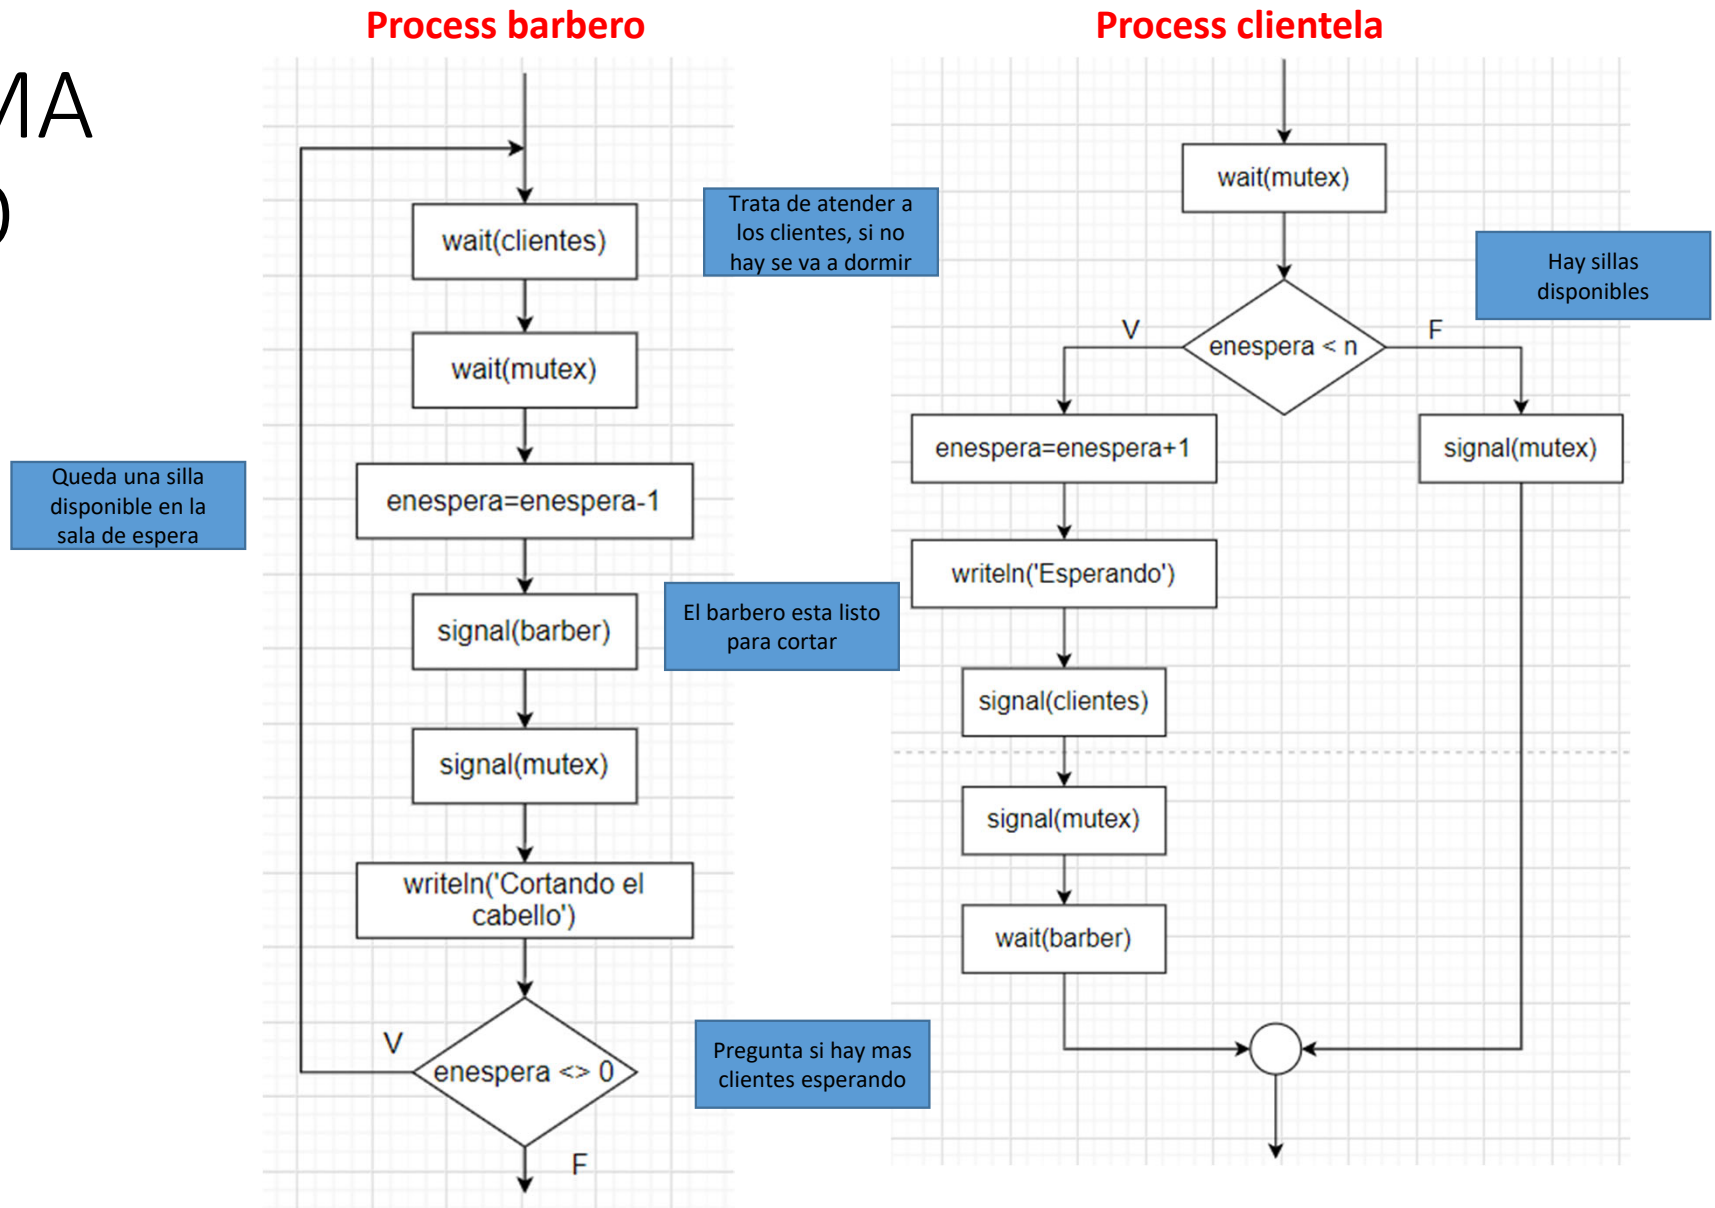 Process barbero
Process clientela
MA
O
wait(clientes)
wait(mutex)
enespera=enespera-1
signal(barber)
signal(mutex)
writeln('Cortando el
cabello')
V
enespera <> 0
F
Trata de atender a
los clientes, si no
hay se va a dormir
Queda una silla
disponible en la
sala de espera
El barbero esta listo
para cortar
Pregunta si hay mas
clientes esperando
wait(mutex)
Hay sillas
disponibles
V
enespera < n
F
enespera=enespera+1
signal(mutex)
writeln('Esperando')
signal(clientes)
signal(mutex)
wait(barber)